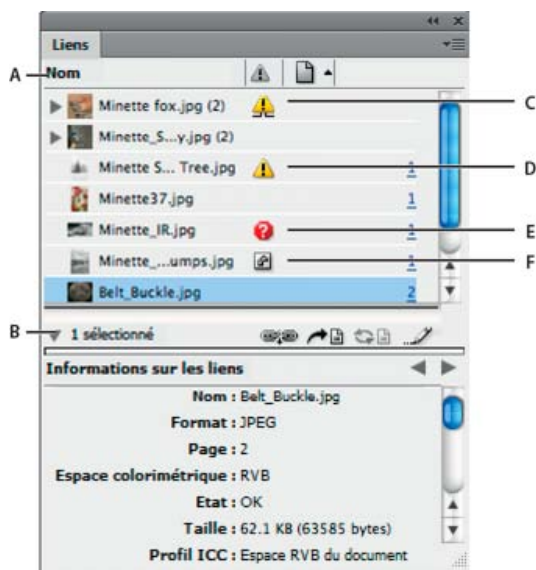 Liens
A
Nom
Minette fox.jpg (2)
C
Minette_S...y.jpg (2)
Minette S... Tree.jpg
1
D
Minette37.jpg
1
Minette_IR.jpg
?
1
E
Minette_...umps.jpg
1
F
Belt_Buckle.jpg
2
B
1 sélectionné
Informations sur les liens
Nom : Belt_Buckle.jpg
Format : JPEG
Page : 2
Espace colorimétrique : RVB
Etat : OK
Taille : 62.1 KB (63585 bytes)
Profil ICC : Espace RVB du document